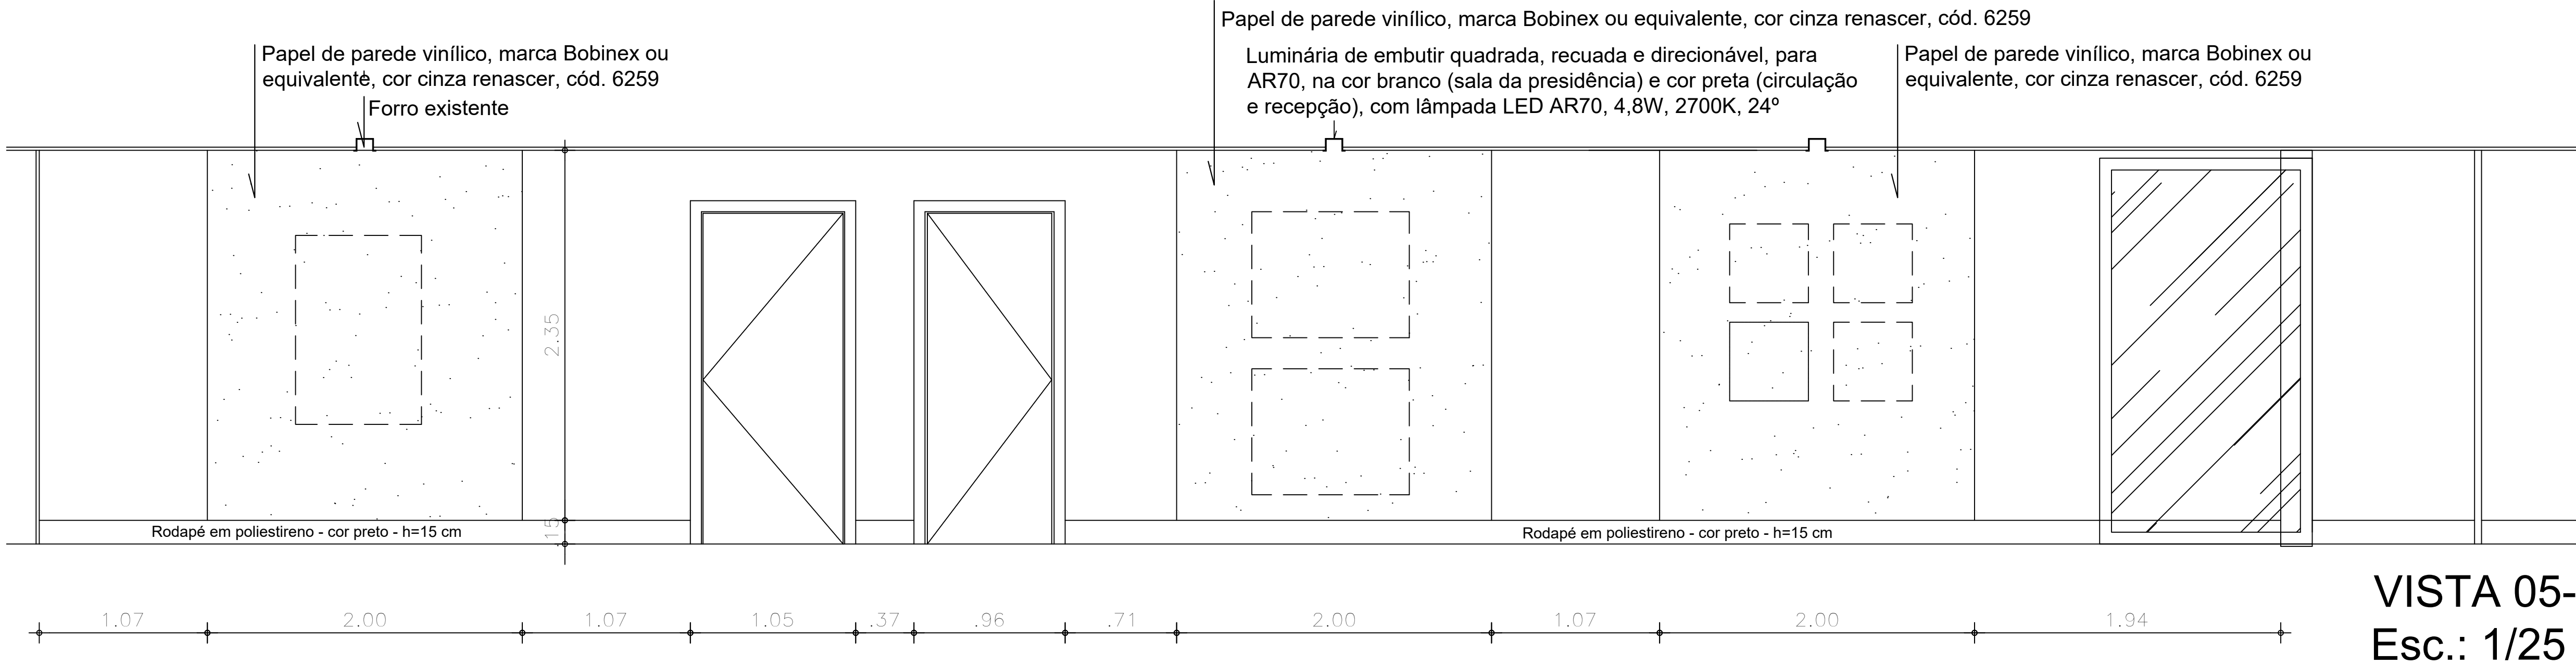 Papel de parede vinílico, marca Bobinex ou equivalente, cor cinza renascer, cód. 6259
Papel de parede vinílico, marca Bobinex ou
equivalente, cor cinza renascer, cód. 6259
Forro existente
Luminária de embutir quadrada, recuada e direcionável, para
AR70, na cor branco (sala da presidência) e cor preta (circulação
e recepção), com lâmpada LED AR70, 4,8W, 2700K, 24º
Papel de parede vinílico, marca Bobinex ou
equivalente, cor cinza renascer, cód. 6259
2.35
.15
Rodapé em poliestireno - cor preto - h=15 cm
Rodapé em poliestireno - cor preto - h=15 cm
VISTA 05-
Esc.: 1/25
1.07 2.00 1.07 1.05 .37 .96 .71 2.00 1.07 2.00 1.94